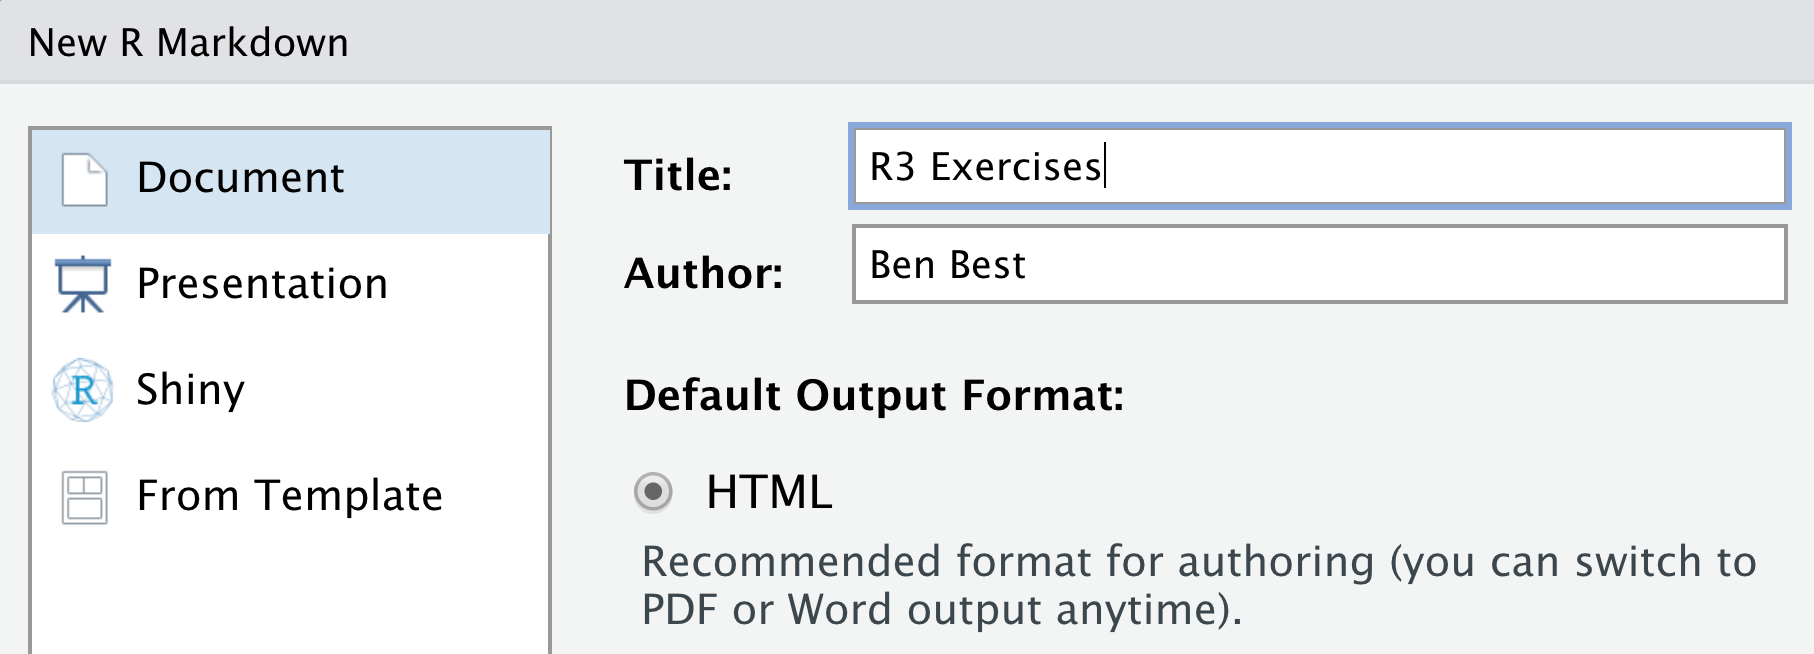 New R Markdown
Document
Presentation
R
Shiny
From Template
Title:
R3 Exercises
Author:
Ben Best
Default Output Format:
HTML
Recommended format for authoring (you can switch to
PDF or Word output anytime).